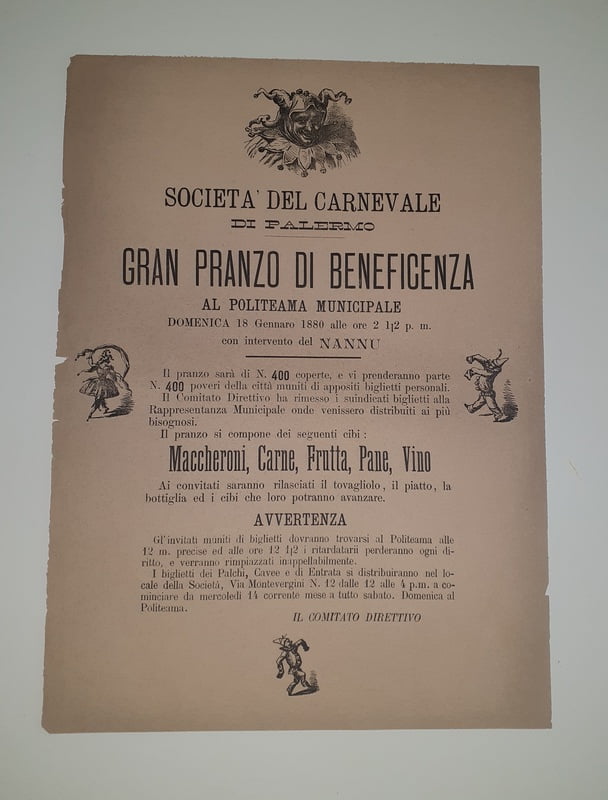 SOCIETA' DEL CARNEVALE
DI PALERMO
GRAN PRANZO DI BENEFICENZA
AL POLITEAMA MUNICIPALE
DOMENICA 18 Gennaro 1880 alle ore 2 1|2 p. m.
con intervento del NANNU
Il pranzo sarà di N. 400 coperte, e vi prenderanno parte
N. 400 poveri della città muniti di appositi biglietti personali.
Il Comitato Direttivo ha rimesso i suindicati biglietti alla
Rappresentanza Municipale onde venissero distribuiti ai più
bisognosi.
Il pranzo si compone dei seguenti cibi:
Maccheroni, Carne, Frutta, Pane, Vino
Ai convitati saranno rilasciati il tovagliolo, il piatto, la
bottiglia ed i cibi che loro potranno avanzare.
AVVERTENZA
Gl'invitati muniti di biglietti dovranno trovarsi al Politeama alle
12 m. precise ed alle ore 12 1|2 i ritardatarii perderanno ogni di-
ritto, e verranno rimpiazzati inappellabilmente.
I biglietti dei Palchi, Cavee e di Entrata si distribuiranno nel lo-
cale della Società, Via Montevergini N. 12 dalle 12 alle 4 p.m. a co-
minciare da mercoledì 14 corrente mese a tutto sabato. Domenica al
Politeama.
IL COMITATO DIRETTIVO